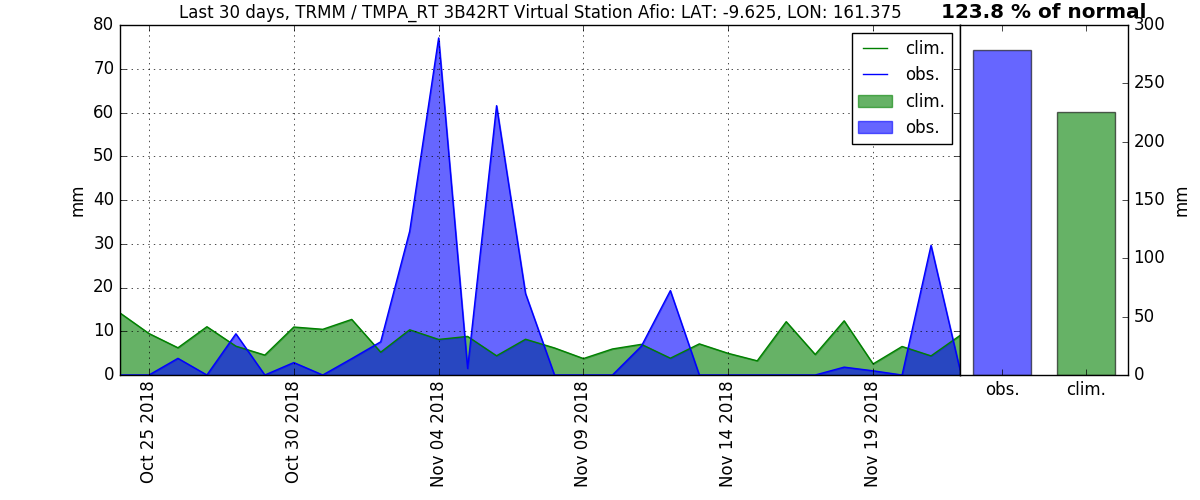 Last 30 days, TRMM / TMPA_RT 3B42RT Virtual Station Afio: LAT: -9.625, LON: 161.375
123.8 % of normal
80
70
60
50
40
30
20
10
0
mm
clim.
obs.
clim.
obs.
300
250
200
150
100
50
0
mm
Oct 25 2018
Oct 30 2018
Nov 04 2018
Nov 09 2018
Nov 14 2018
Nov 19 2018
obs.
clim.